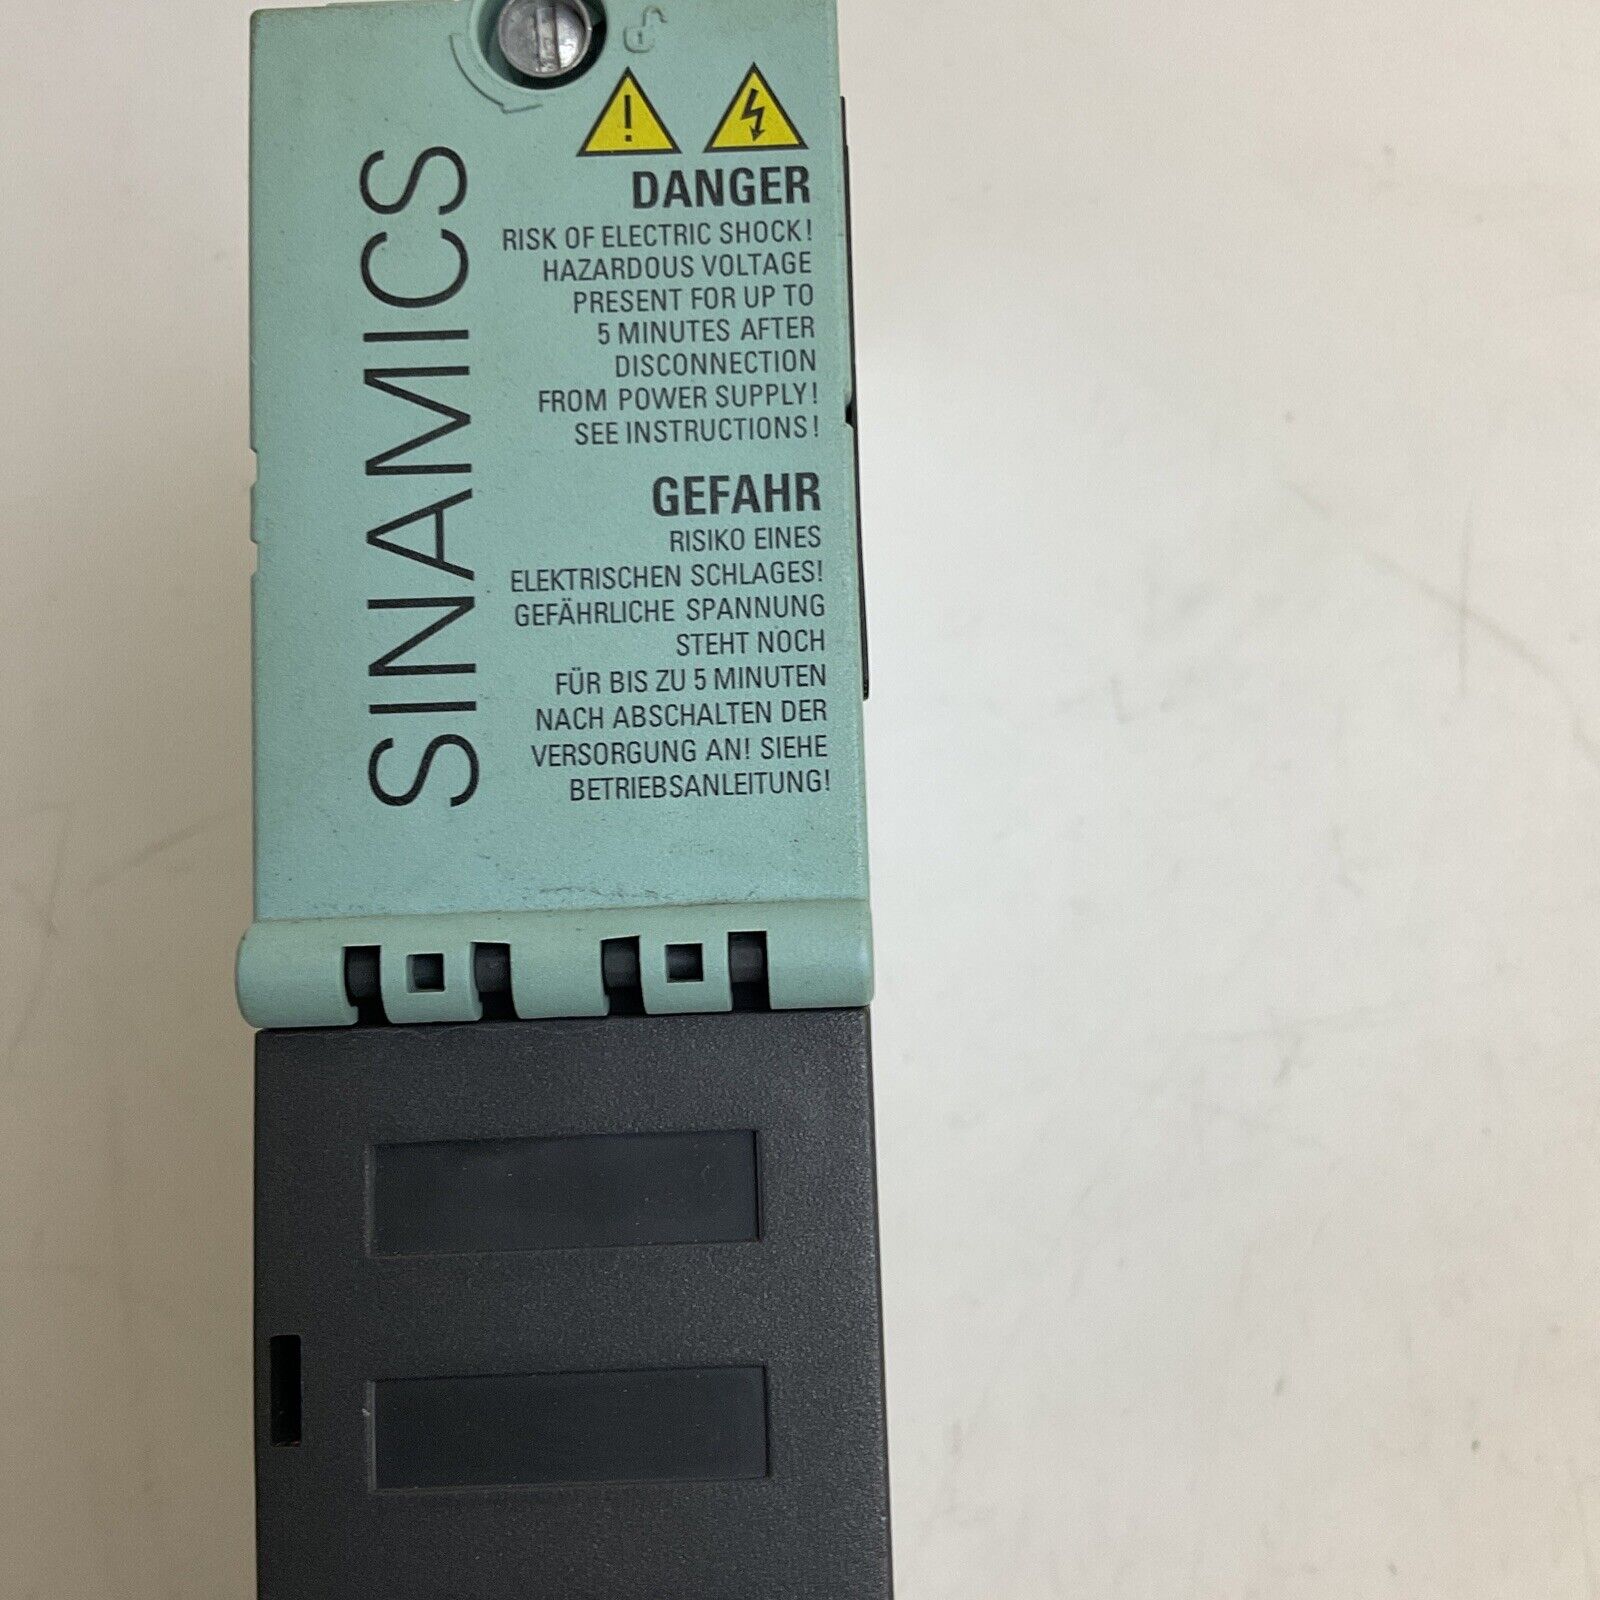 SINAMICS
DANGER
RISK OF ELECTRIC SHOCK!
HAZARDOUS VOLTAGE
PRESENT FOR UP TO
5 MINUTES AFTER
DISCONNECTION
FROM POWER SUPPLY!
SEE INSTRUCTIONS!
GEFAHR
RISIKO EINES
ELEKTRISCHEN SCHLAGES!
GEFÄHRLICHE SPANNUNG
STEHT NOCH
FÜR BIS ZU 5 MINUTEN
NACH ABSCHALTEN DER
VERSORGUNG AN! SIEHE
BETRIEBSANLEITUNG!